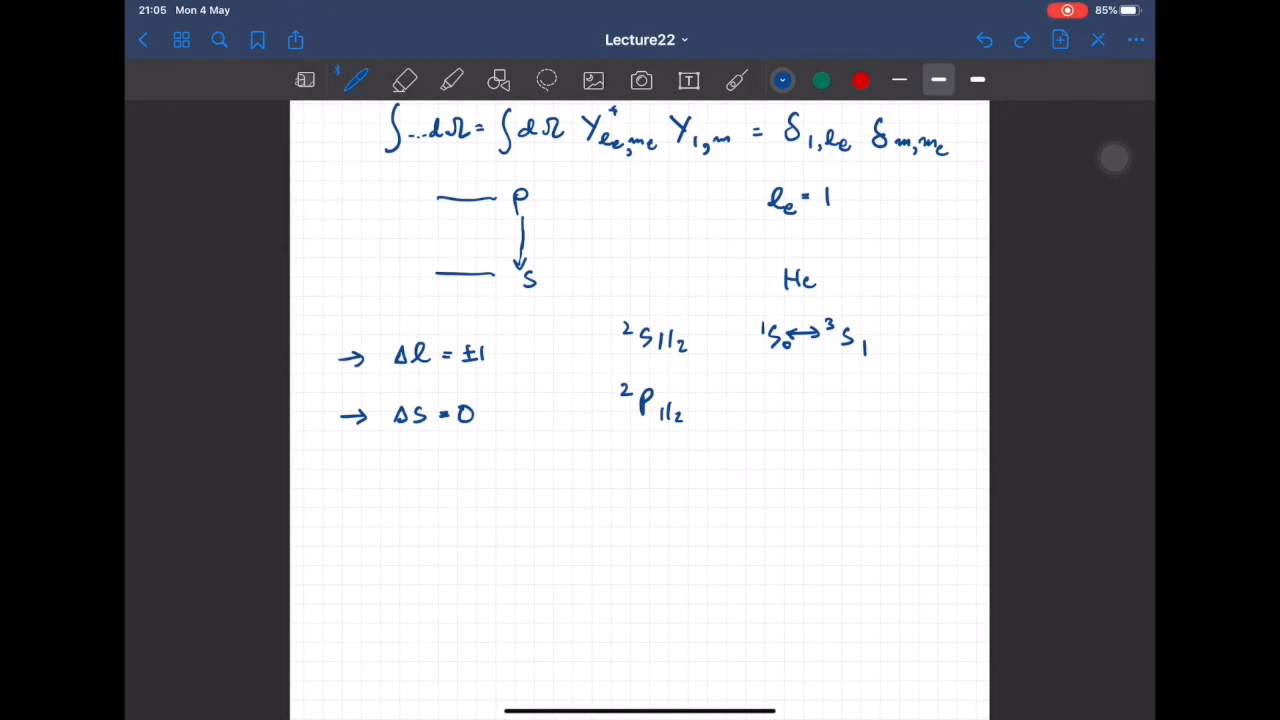 21:05 Mon 4 May 85%
Lecture22
∫...dΩ = ∫dΩ Y*ₗₑ,ₘₑ Y₁,ₘ = δ₁,ₗₑ δₘ,ₘₑ
p lₑ = 1
s He
²S₁/₂ ¹S₀ ↔ ³S₁
→ Δl = ±1
²P₁/₂
→ ΔS = 0